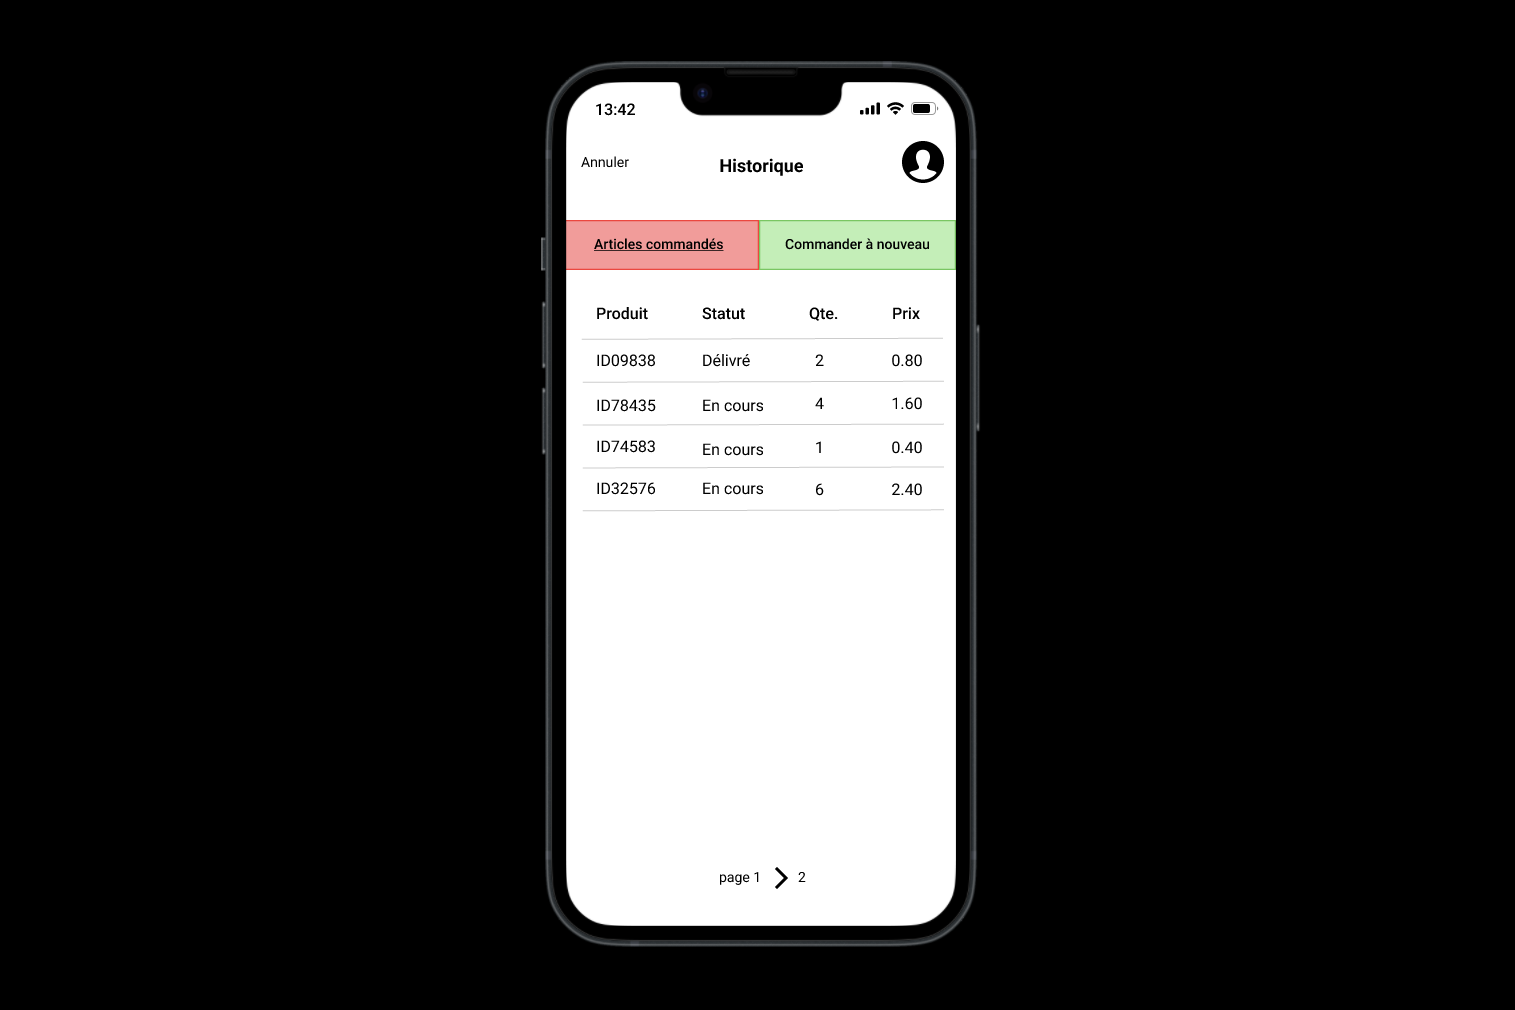 13:42
Annuler
Historique
Articles commandés Commander à nouveau
Produit Statut Qte. Prix
ID09838 Délivré 2 0.80
ID78435 En cours 4 1.60
ID74583 En cours 1 0.40
ID32576 En cours 6 2.40
page 1 2